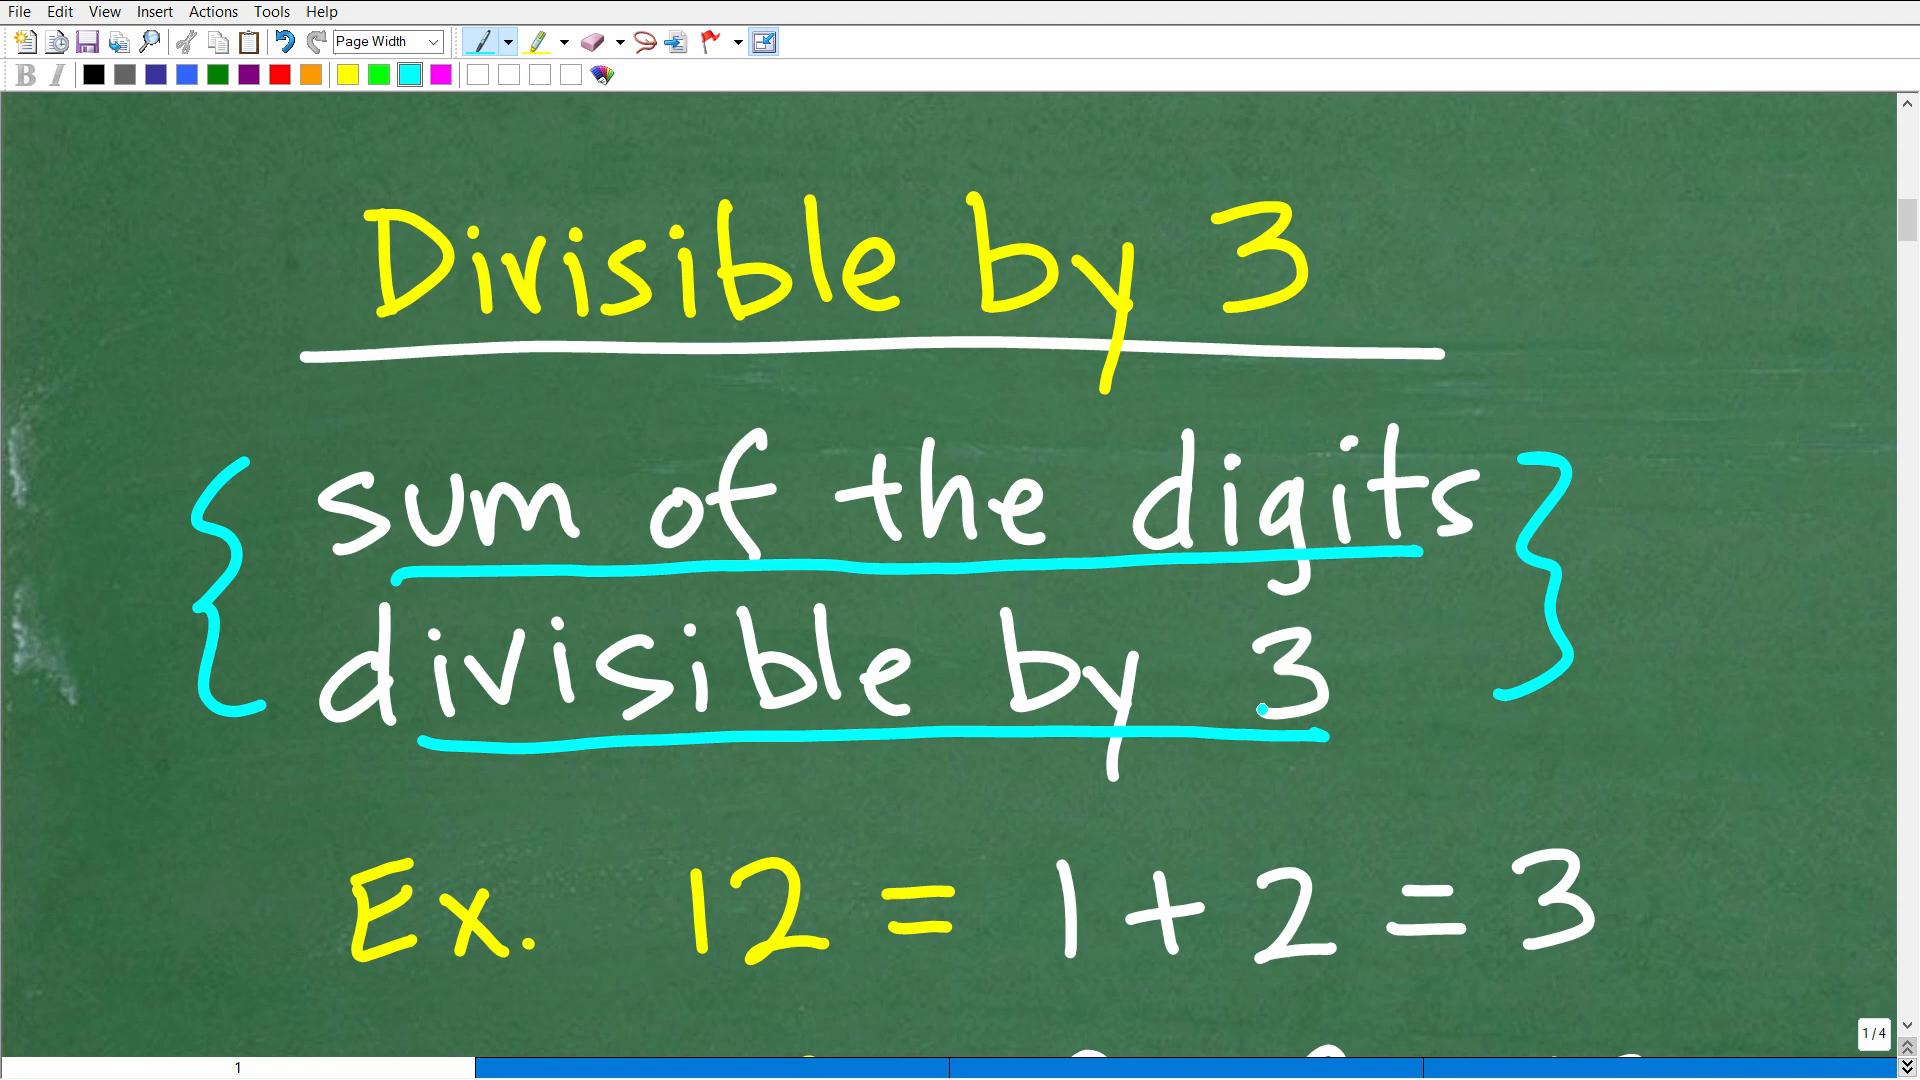 File Edit View Insert Actions Tools Help
Page Width
B I
Divisible by 3
sum of the digits
divisible by 3
Ex. 12 = 1 + 2 = 3
1 / 4
1